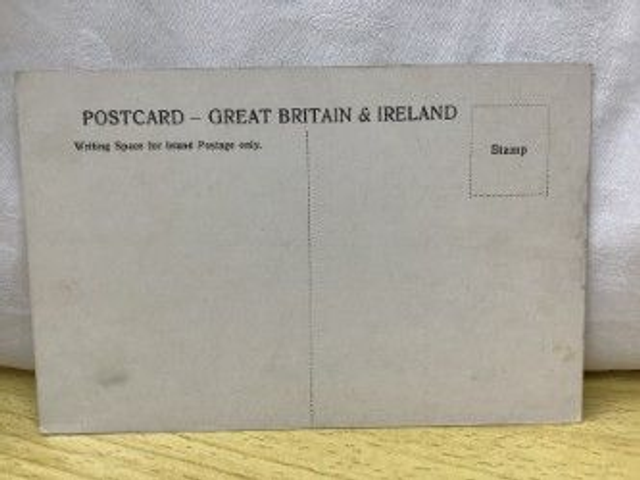 POSTCARD – GREAT BRITAIN & IRELAND
Writing Space for Inland Postage only.
Stamp